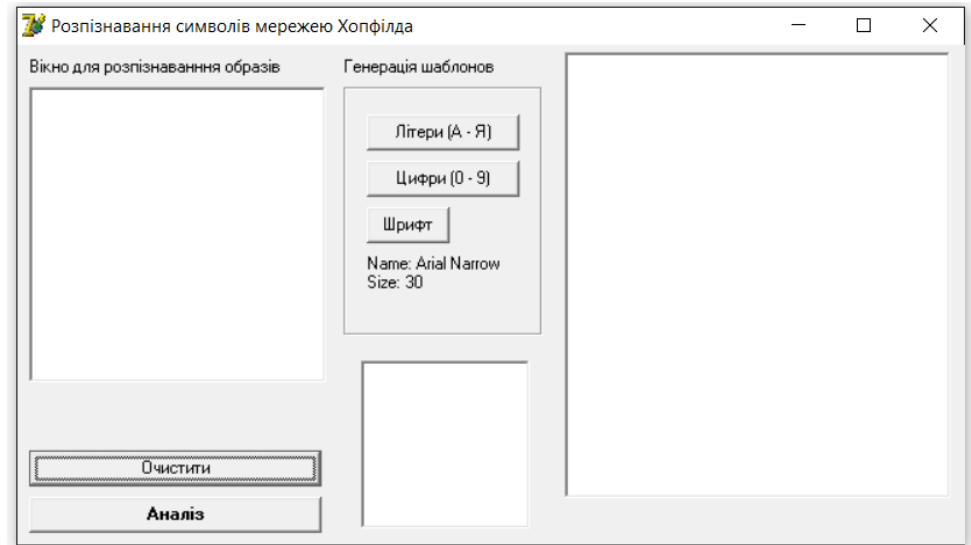 Розпізнавання символів мережею Хопфілда
Вікно для розпізнаванння образів
Генерація шаблонов
Літери (А - Я)
Цифри (0 - 9)
Шрифт
Name: Arial Narrow
Size: 30
Очистити
Аналіз